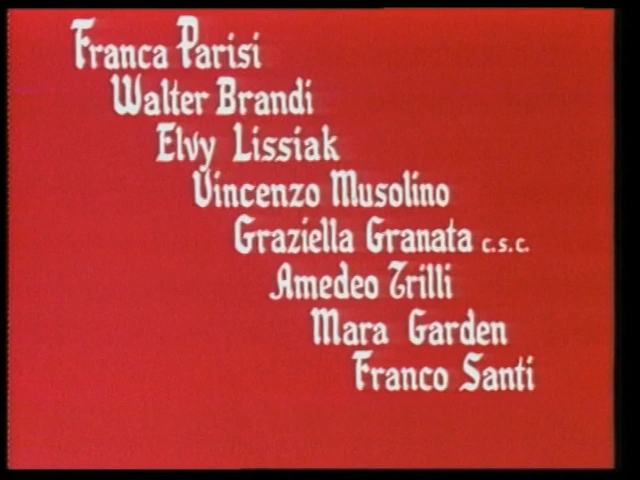 Franca Parisi
Walter Brandi
Elvy Lissiak
Vincenzo Musolino
Graziella Granata c.s.c.
Amedeo Trilli
Mara Garden
Franco Santi